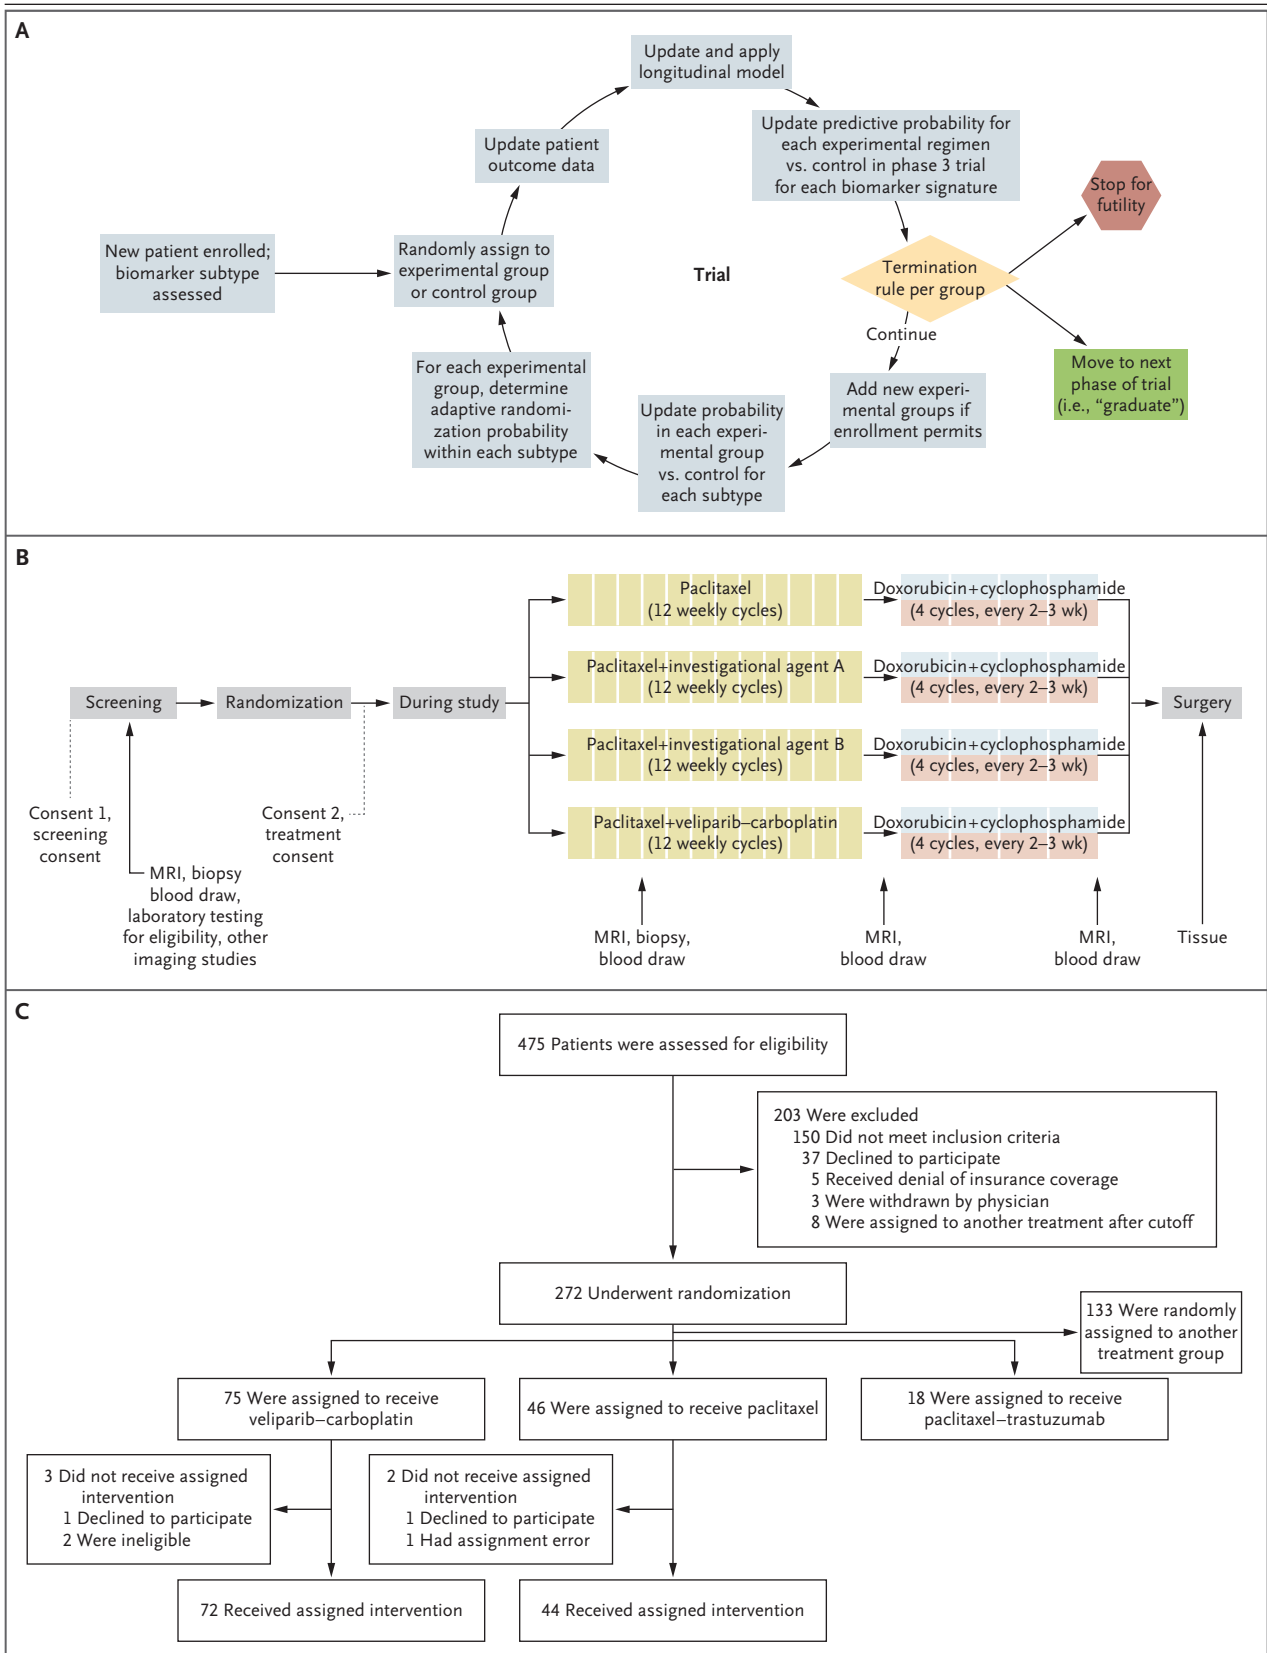 A
Update and apply
longitudinal model
Update predictive probability for
each experimental regimen
vs. control in phase 3 trial
for each biomarker signature
Update patient
outcome data
Stop for
futility
New patient enrolled;
biomarker subtype
assessed
Randomly assign to
experimental group
or control group
Trial
Termination
rule per group
Continue
Move to next
phase of trial
(i.e., “graduate”)
For each experimental
group, determine
adaptive randomi-
zation probability
within each subtype
Update probability
in each experi-
mental group
vs. control for
each subtype
Add new experi-
mental groups if
enrollment permits
B
Paclitaxel
(12 weekly cycles)
Doxorubicin+cyclophosphamide
(4 cycles, every 2–3 wk)
Paclitaxel+investigational agent A
(12 weekly cycles)
Doxorubicin+cyclophosphamide
(4 cycles, every 2–3 wk)
Screening
Randomization
During study
Surgery
Paclitaxel+investigational agent B
(12 weekly cycles)
Doxorubicin+cyclophosphamide
(4 cycles, every 2–3 wk)
Paclitaxel+veliparib–carboplatin
(12 weekly cycles)
Doxorubicin+cyclophosphamide
(4 cycles, every 2–3 wk)
Consent 1,
screening
consent
Consent 2,
treatment
consent
MRI, biopsy
blood draw,
laboratory testing
for eligibility, other
imaging studies
MRI, biopsy,
blood draw
MRI,
blood draw
MRI,
blood draw
Tissue
C
475 Patients were assessed for eligibility
203 Were excluded
150 Did not meet inclusion criteria
37 Declined to participate
5 Received denial of insurance coverage
3 Were withdrawn by physician
8 Were assigned to another treatment after cutoff
272 Underwent randomization
133 Were randomly
assigned to another
treatment group
75 Were assigned to receive
veliparib–carboplatin
46 Were assigned to receive paclitaxel
18 Were assigned to receive
paclitaxel–trastuzumab
3 Did not receive assigned
intervention
1 Declined to participate
2 Were ineligible
2 Did not receive assigned
intervention
1 Declined to participate
1 Had assignment error
72 Received assigned intervention
44 Received assigned intervention